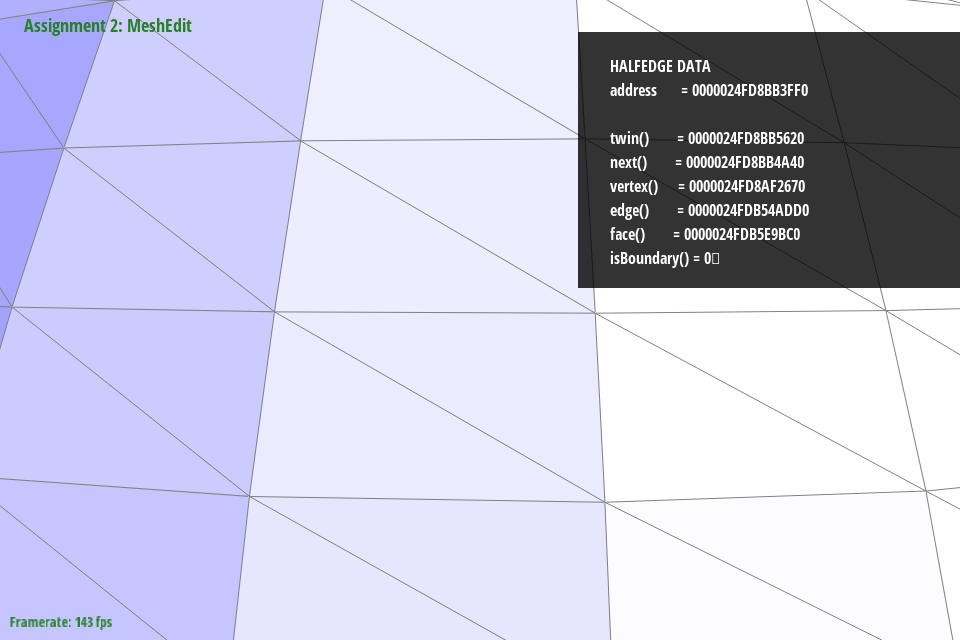 Assignment 2: MeshEdit
HALFEDGE DATA
address = 0000024FD8BB3FF0
twin() = 0000024FD8BB5620
next() = 0000024FD8BB4A40
vertex() = 0000024FD8AF2670
edge() = 0000024FDB54ADD0
face() = 0000024FDB5E9BC0
isBoundary() = 0▯
Framerate: 143 fps